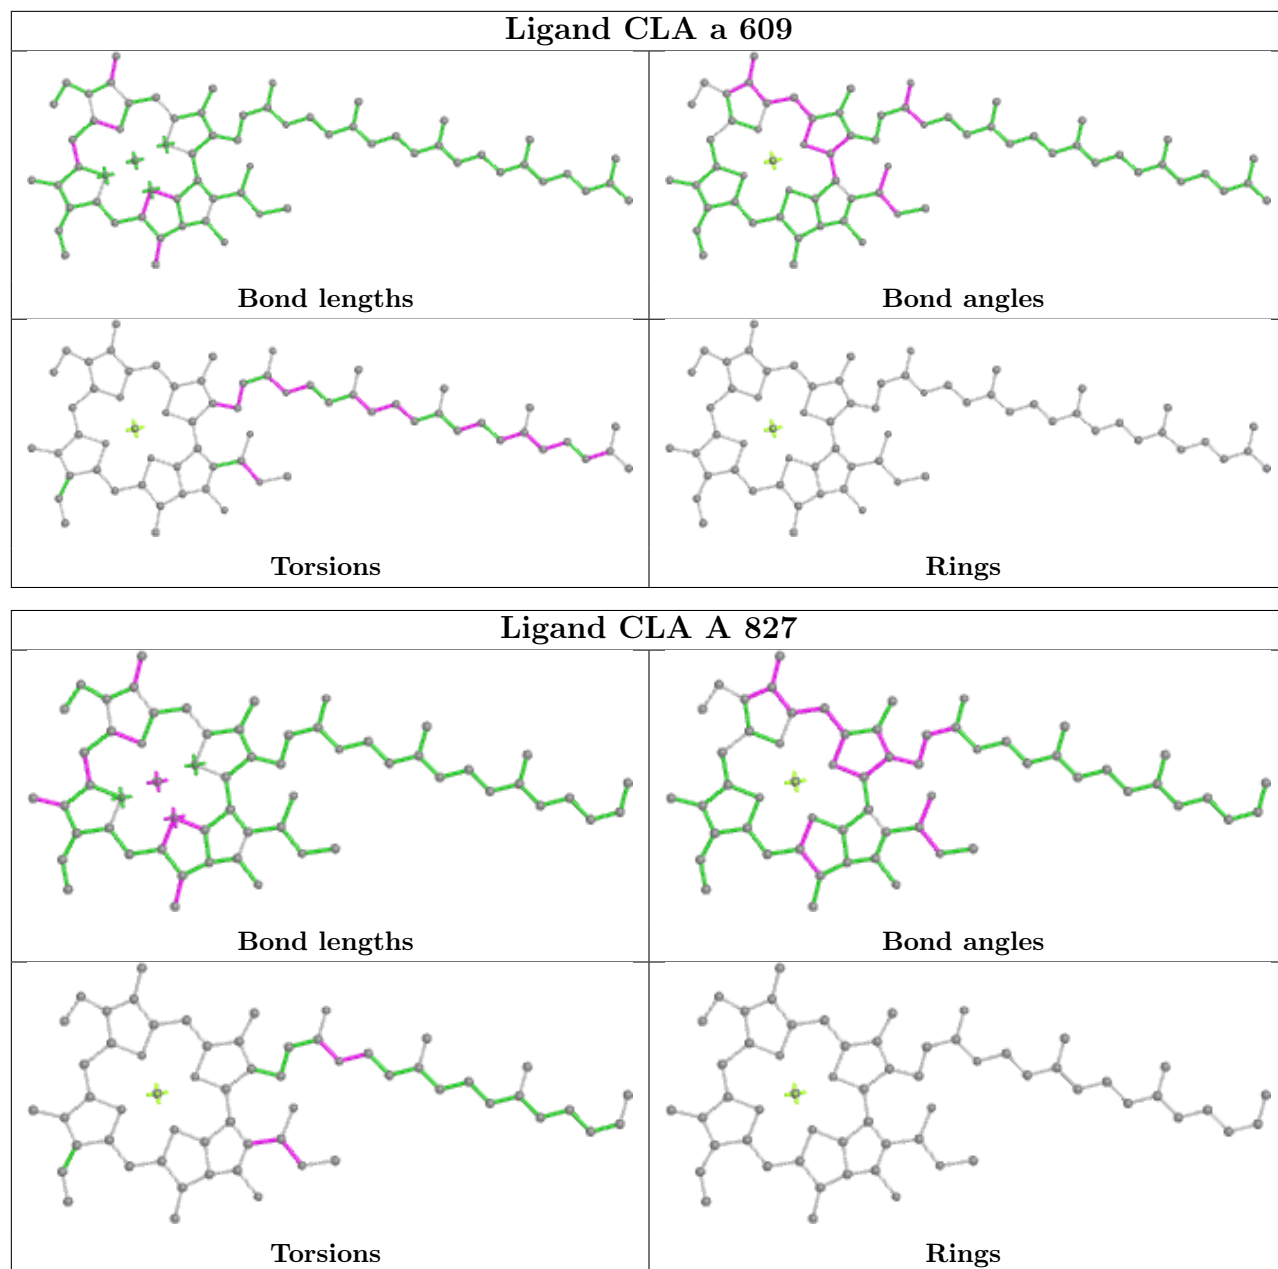 Ligand CLA a 609
Bond lengths
Bond angles
Torsions
Rings
Ligand CLA A 827
Bond lengths
Bond angles
Torsions
Rings